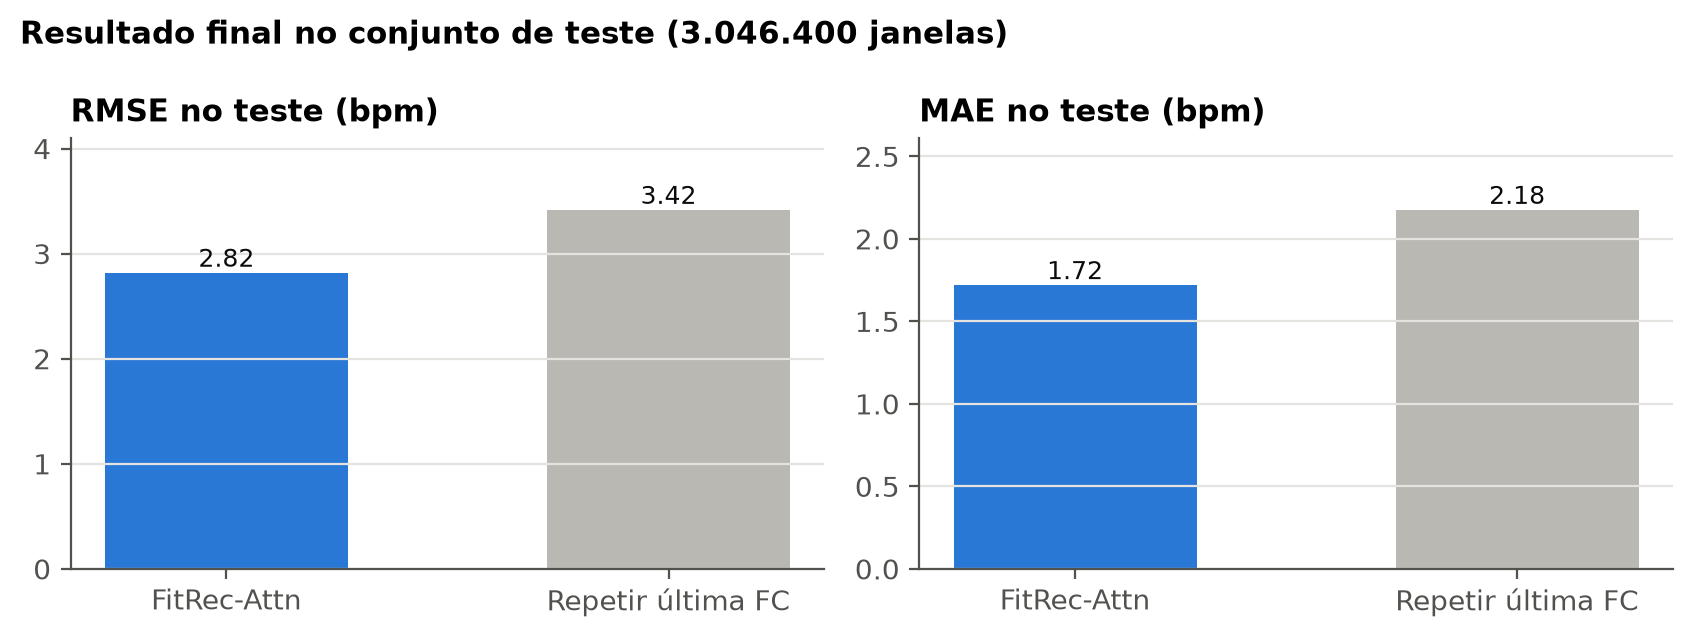 Resultado final no conjunto de teste (3.046.400 janelas)
RMSE no teste (bpm)
4
3
2
1
0
2.82
3.42
FitRec-Attn
Repetir última FC
MAE no teste (bpm)
2.5
2.0
1.5
1.0
0.5
0.0
1.72
2.18
FitRec-Attn
Repetir última FC